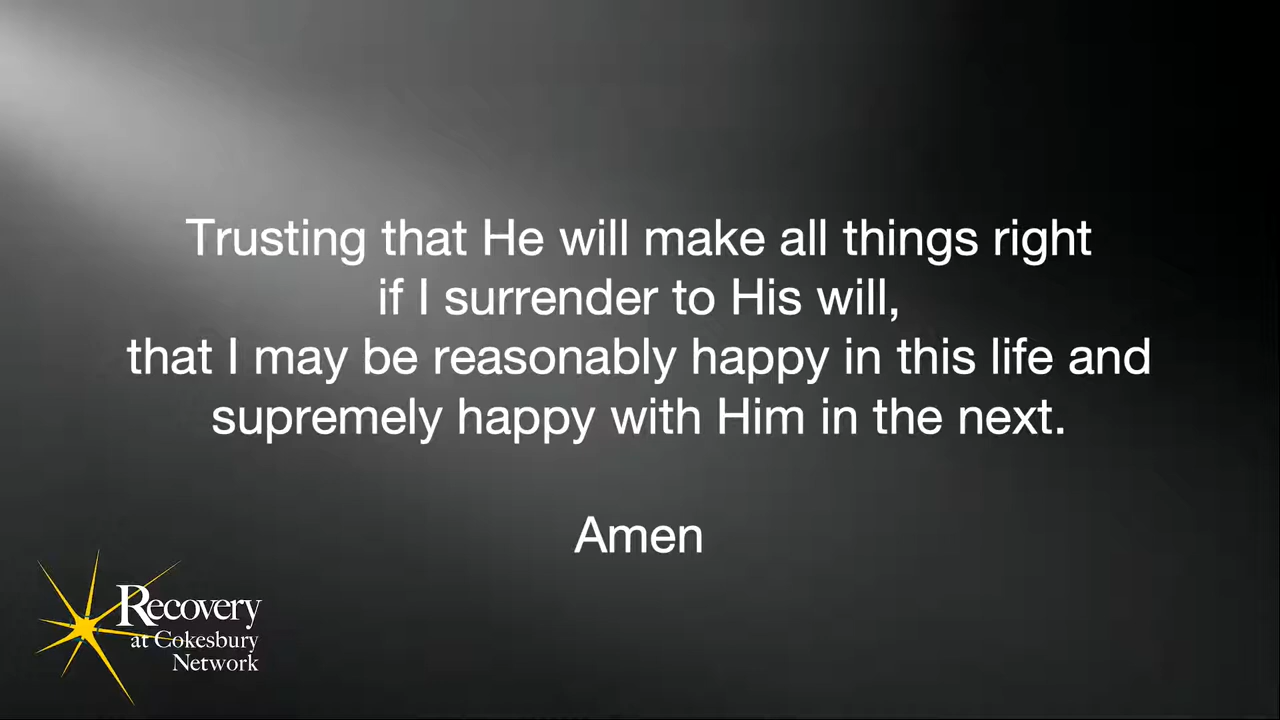 Trusting that He will make all things right
if I surrender to His will,
that I may be reasonably happy in this life and
supremely happy with Him in the next.
Amen
Recovery
at Cokesbury
Network